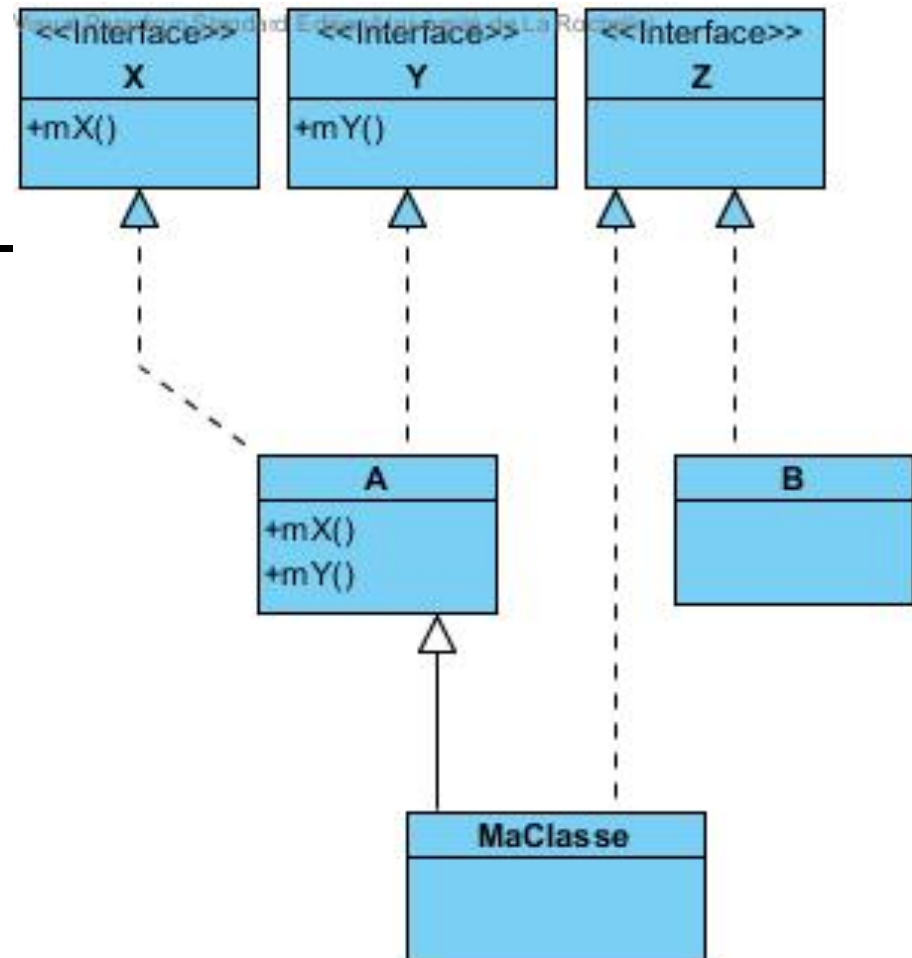 <<Interface>>
X
+mX()
<<Interface>>
Y
+mY()
<<Interface>>
Z
A
+mX()
+mY()
B
MaClasse